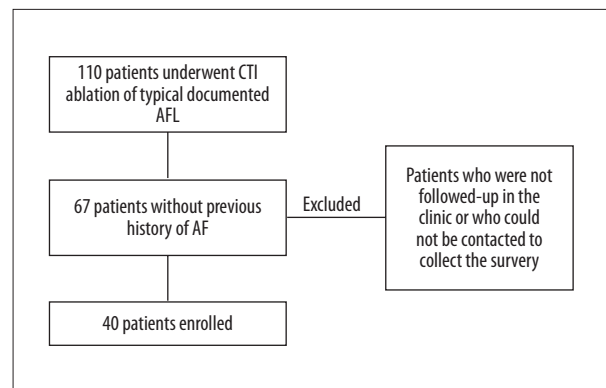 110 patients underwent CTI
ablation of typical documented
AFL
67 patients without previous
history of AF
Excluded
Patients who were not
followed-up in the
clinic or who could
not be contacted to
collect the survery
40 patients enrolled